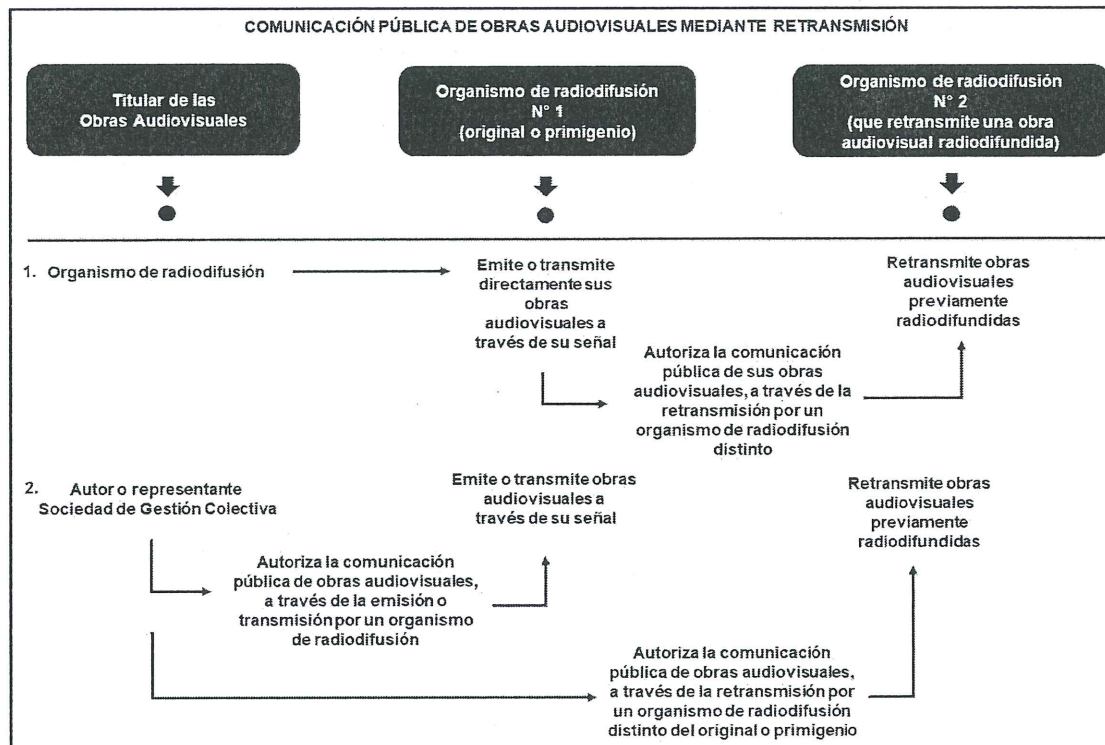 COMUNICACIÓN PÚBLICA DE OBRAS AUDIOVISUALES MEDIANTE RETRANSMISIÓN
Titular de las
Obras Audiovisuales
Organismo de radiodifusión
N° 1
(original o primigenio)
Organismo de radiodifusión
N° 2
(que retransmite una obra
audiovisual radiodifundida)
1. Organismo de radiodifusión
Emite o transmite
directamente sus
obras
audiovisuales a
través de su señal
Autoriza la comunicación
pública de sus obras
audiovisuales, a través de la
retransmisión por un
organismo de radiodifusión
distinto
Retransmite obras
audiovisuales
previamente
radiodifundidas
2. Autor o representante
Sociedad de Gestión Colectiva
Autoriza la comunicación
pública de obras audiovisuales,
a través de la emisión o
transmisión por un organismo
de radiodifusión
Emite o transmite obras
audiovisuales a
través de su señal
Autoriza la comunicación
pública de obras audiovisuales,
a través de la retransmisión por
un organismo de radiodifusión
distinto del original o primigenio
Retransmite obras
audiovisuales
previamente
radiodifundidas